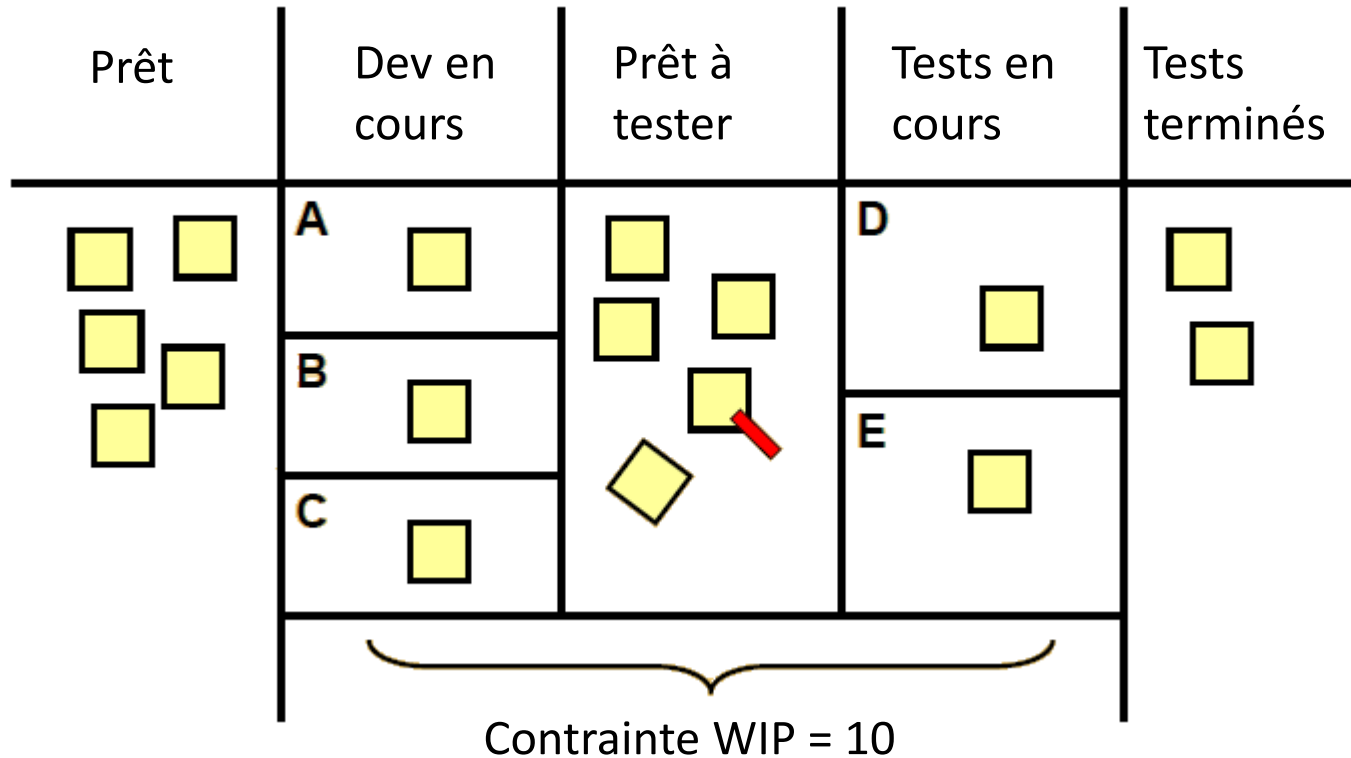 Prêt
Dev en
cours
Prêt à
tester
Tests en
cours
Tests
terminés
A
B
C
D
E
Contrainte WIP = 10